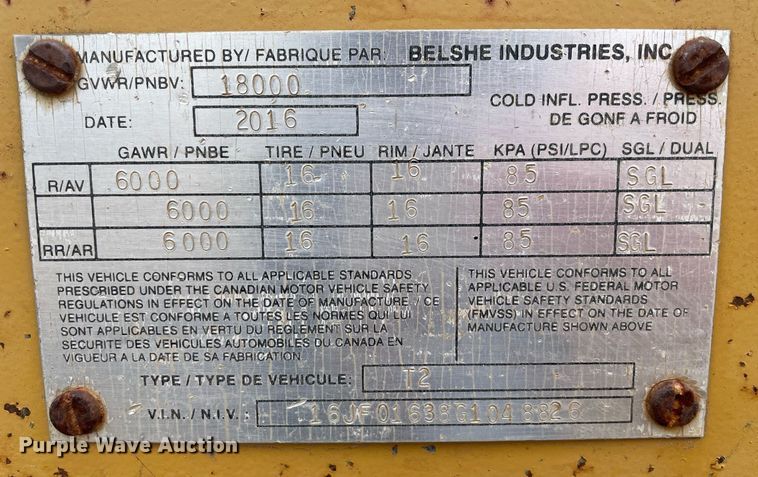 MANUFACTURED BY/ FABRIQUE PAR: BELSHE INDUSTRIES, INC
GVWR/PNBV: 18000
COLD INFL. PRESS. / PRESS.
DE GONF A FROID
DATE: 2016
GAWR / PNBE TIRE / PNEU RIM / JANTE KPA (PSI/LPC) SGL / DUAL
R/AV 6000 16 16 85 SGL
6000 16 16 85 SGL
RR/AR 6000 16 16 85 SGL
THIS VEHICLE CONFORMS TO ALL APPLICABLE STANDARDS
PRESCRIBED UNDER THE CANADIAN MOTOR VEHICLE SAFETY
REGULATIONS IN EFFECT ON THE DATE OF MANUFACTURE / CE
VEHICULE EST CONFORME A TOUTES LES NORMES QUI LUI
SONT APPLICABLES EN VERTU DU REGLEMENT SUR LA
SECURITE DES VEHICULES AUTOMOBILES DU CANADA EN
VIGUEUR A LA DATE DE SA FABRICATION.
THIS VEHICLE CONFORMS TO ALL
APPLICABLE U.S. FEDERAL MOTOR
VEHICLE SAFETY STANDARDS
(FMVSS) IN EFFECT ON THE DATE OF
MANUFACTURE SHOWN ABOVE
TYPE / TYPE DE VEHICULE: T2
V.I.N. / N.I.V.:
Purple Wave Auction